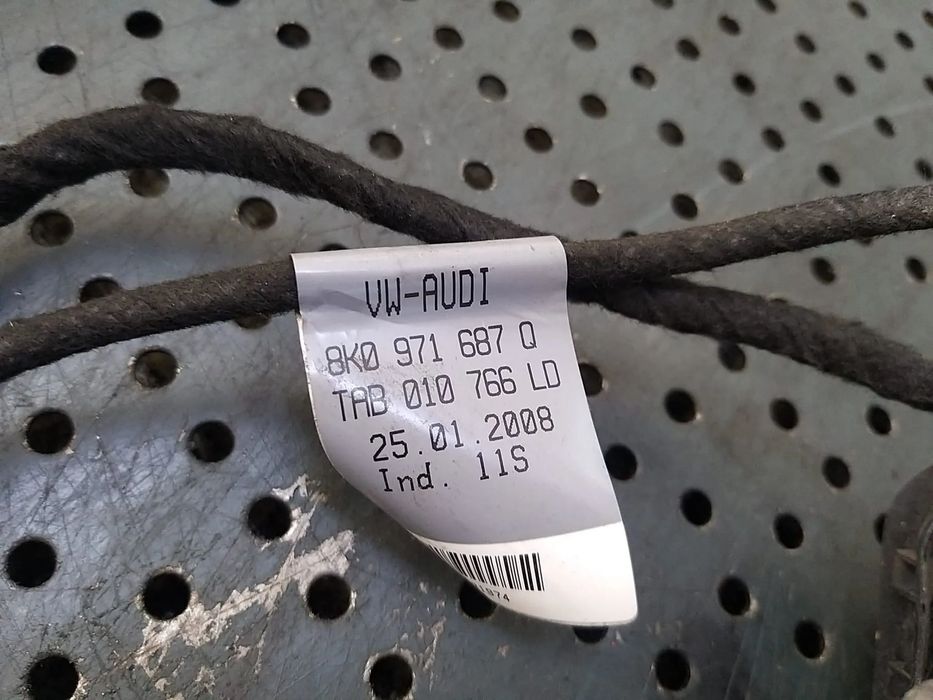 VW-AUDI
8K0 971 687 Q
TAB 010 766 LD
25.01.2008
Ind. 11S